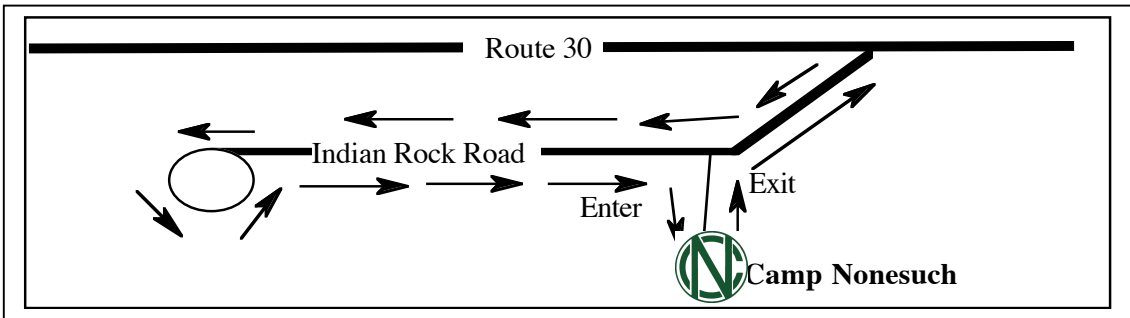 Route 30
Indian Rock Road
Exit
Enter
NC
Camp Nonesuch